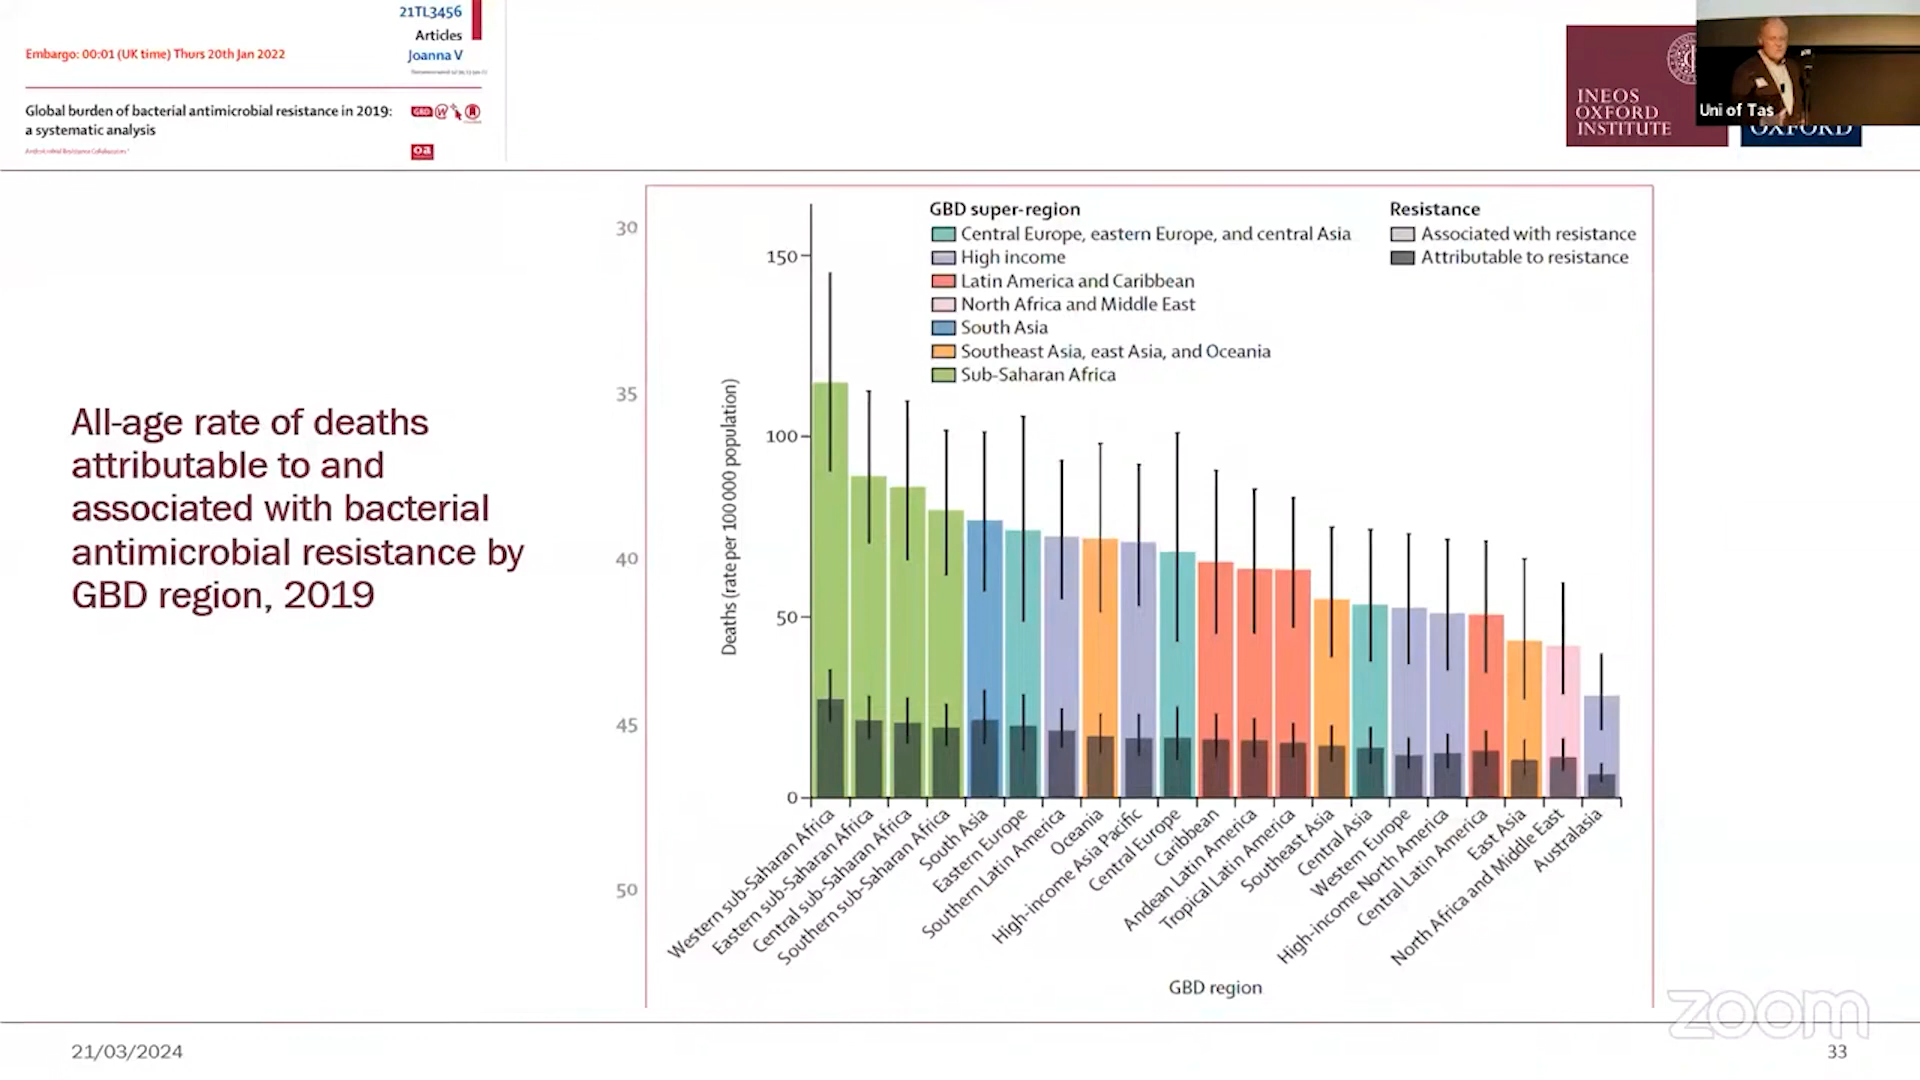 21TL3456
Articles
Embargo: 00:01 (UK time) Thurs 20th Jan 2022
Joanna V
Global burden of bacterial antimicrobial resistance in 2019:
a systematic analysis
Antimicrobial Resistance Collaborators*
GBD
oa
INEOS
OXFORD
INSTITUTE
Uni of Tas
OXFORD
All-age rate of deaths
attributable to and
associated with bacterial
antimicrobial resistance by
GBD region, 2019
30
35
40
45
50
GBD super-region
Central Europe, eastern Europe, and central Asia
High income
Latin America and Caribbean
North Africa and Middle East
South Asia
Southeast Asia, east Asia, and Oceania
Sub-Saharan Africa
Resistance
Associated with resistance
Attributable to resistance
150
100
50
0
Deaths (rate per 100 000 population)
Western sub-Saharan Africa
Eastern sub-Saharan Africa
Central sub-Saharan Africa
Southern sub-Saharan Africa
South Asia
Eastern Europe
Southern Latin America
Oceania
High-income Asia Pacific
Central Europe
Caribbean
Andean Latin America
Tropical Latin America
Southeast Asia
Central Asia
Western Europe
High-income North America
Central Latin America
East Asia
North Africa and Middle East
Australasia
GBD region
zoom
21/03/2024
33